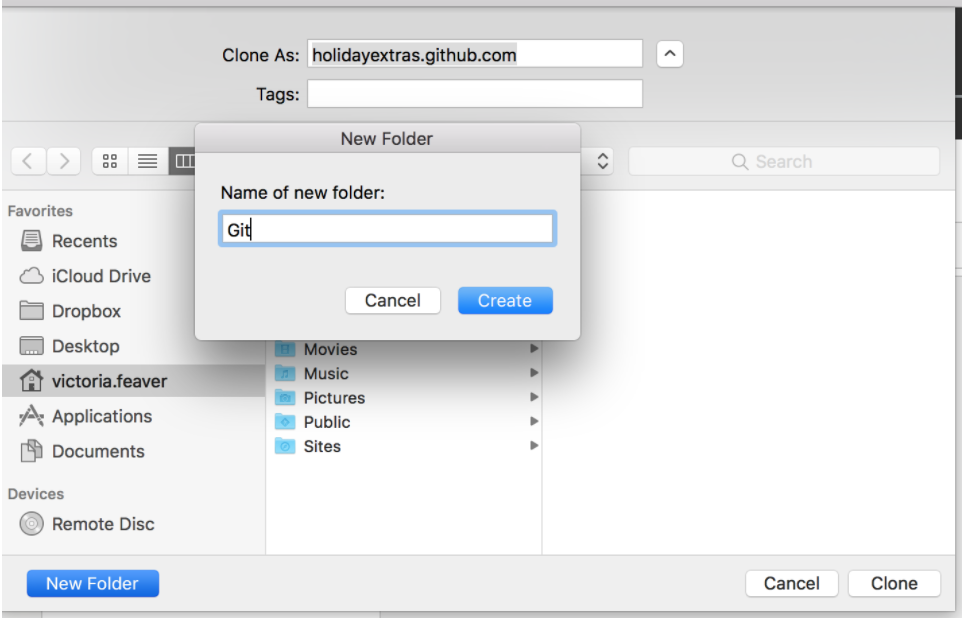 Clone As: holidayextras.github.com
Tags:
New Folder
Search
Name of new folder:
Git
Cancel Create
Favorites
Recents
iCloud Drive
Dropbox
Desktop
victoria.feaver
Applications
Documents
Devices
Remote Disc
Movies
Music
Pictures
Public
Sites
New Folder Cancel Clone